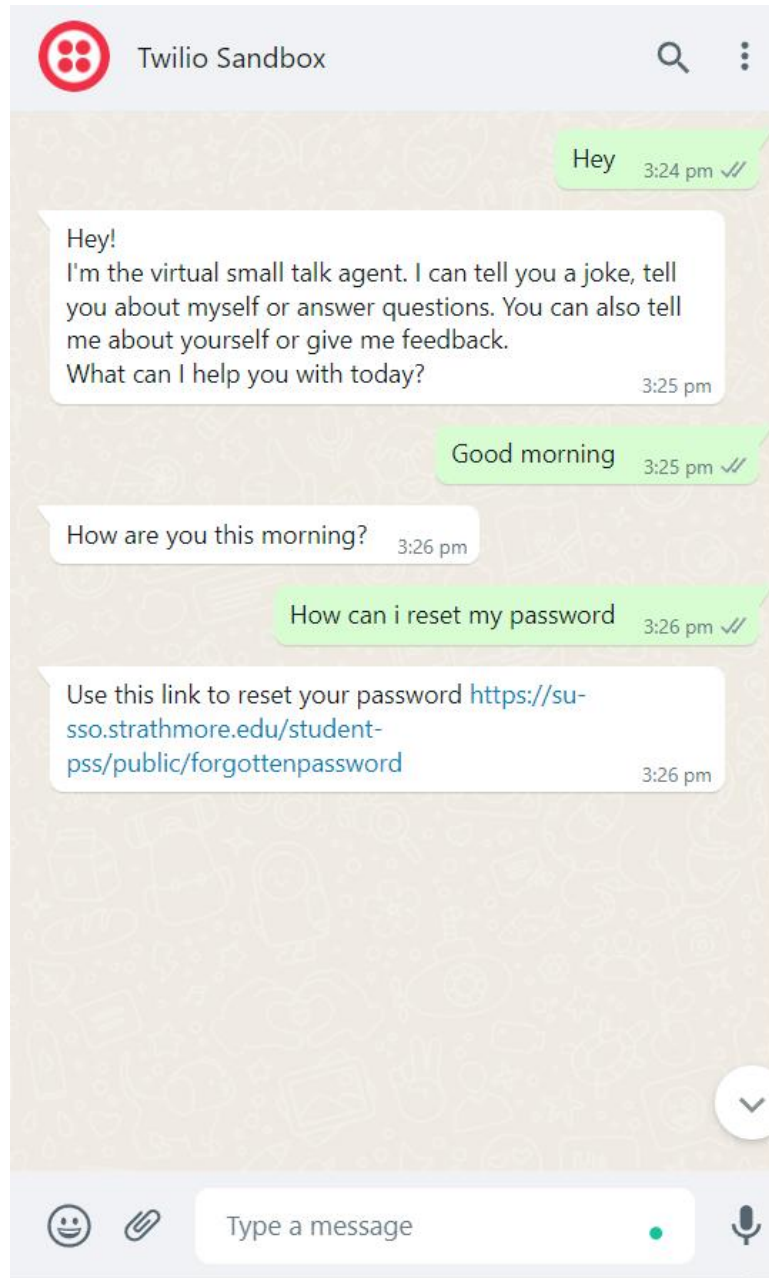 Twilio Sandbox
Hey 3:24 pm
Hey!
I'm the virtual small talk agent. I can tell you a joke, tell
you about myself or answer questions. You can also tell
me about yourself or give me feedback.
What can I help you with today? 3:25 pm
Good morning 3:25 pm
How are you this morning? 3:26 pm
How can i reset my password 3:26 pm
Use this link to reset your password https://su-
sso.strathmore.edu/student-
pss/public/forgottenpassword 3:26 pm
Type a message